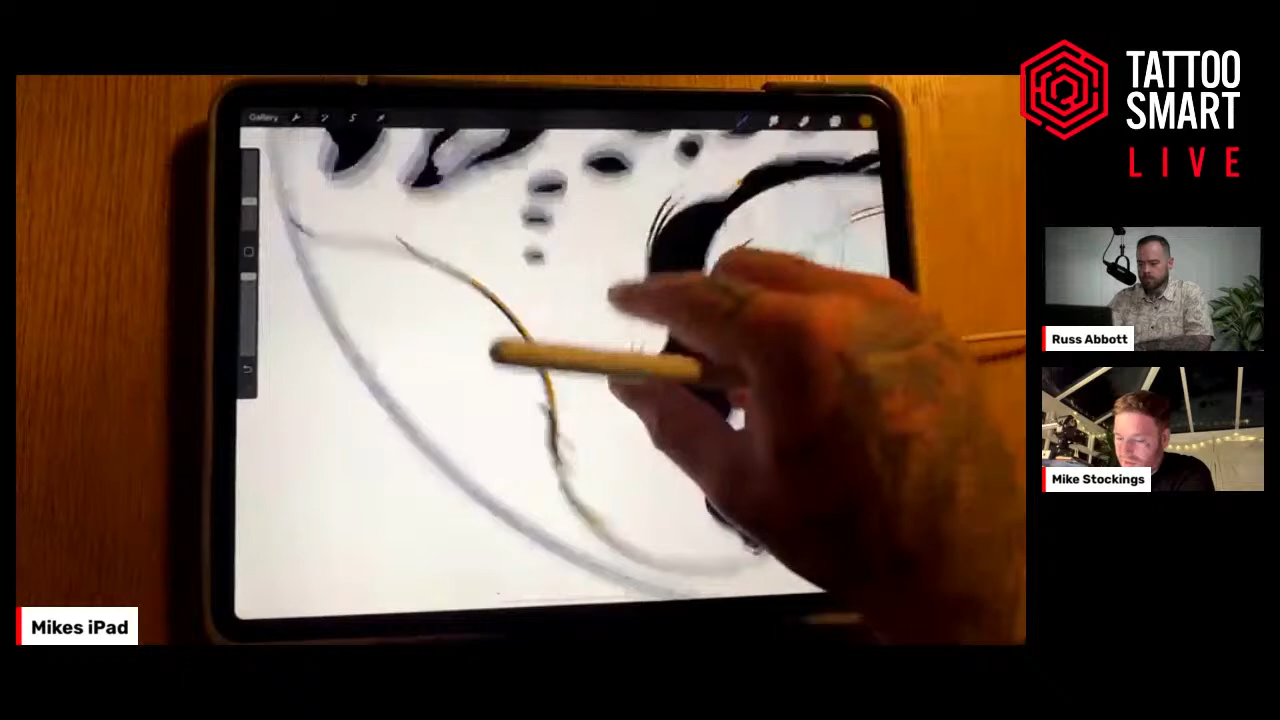 TATTOO
SMART
LIVE
Gallery
Russ Abbott
Mike Stockings
Mikes iPad